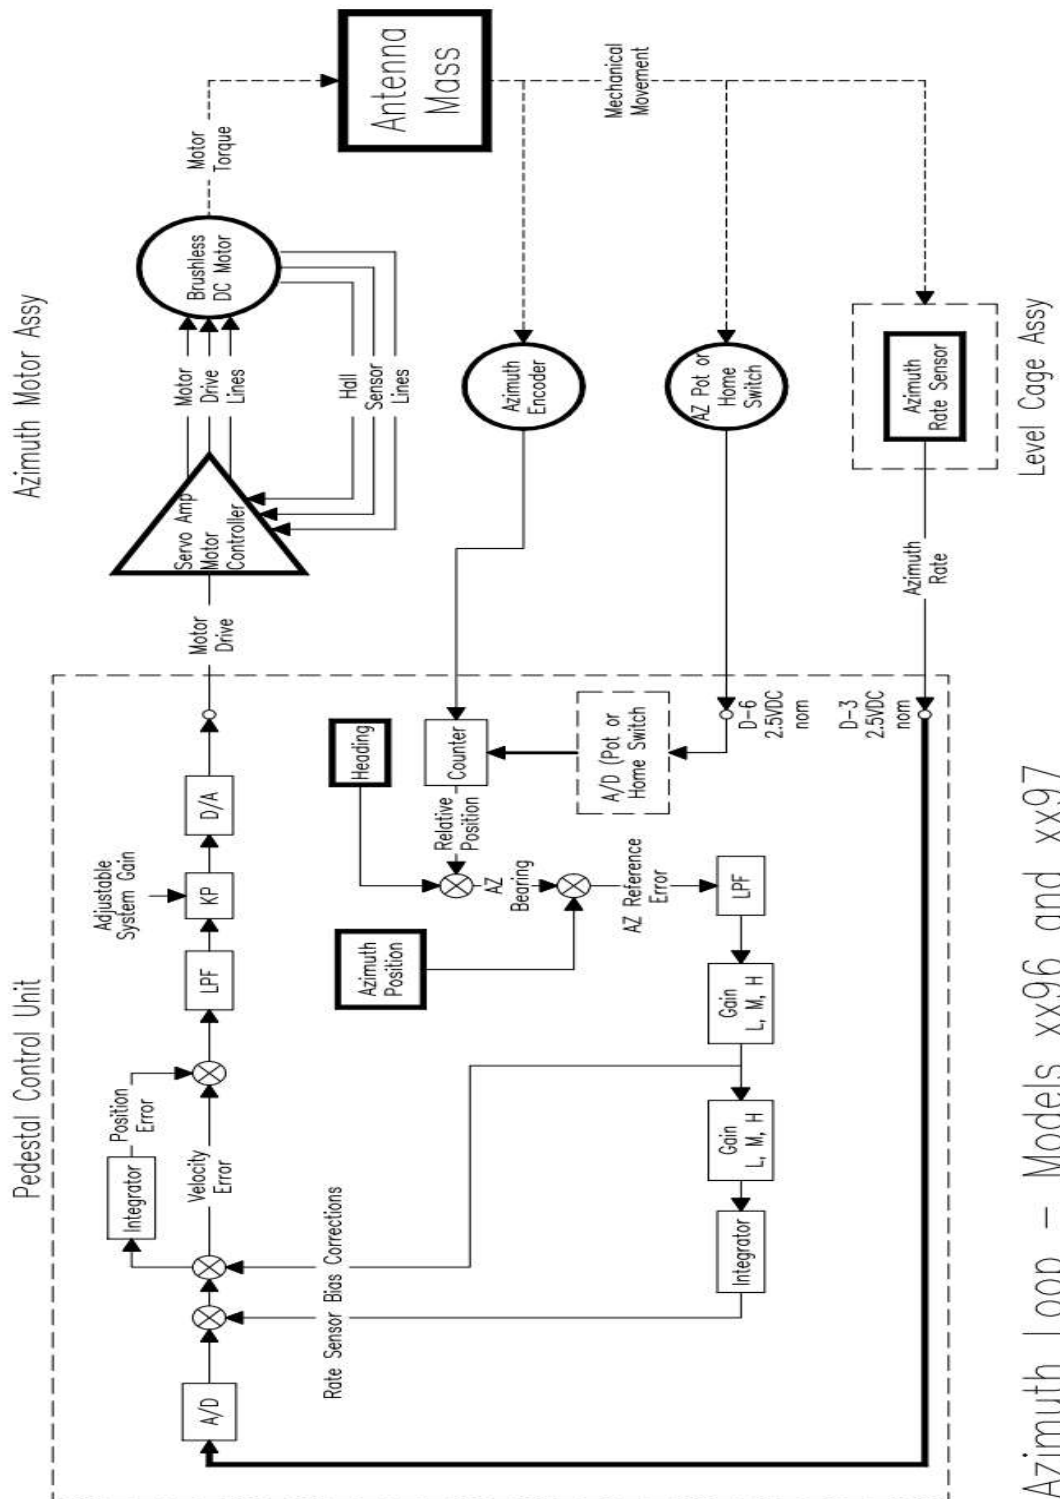 Pedestal Control Unit
Azimuth Motor Assy
A/D
Integrator
Position
Error
Velocity
Error
LPF
Adjustable
System Gain
KP
D/A
Motor
Drive
Servo Amp
Motor
Controller
Motor
Drive
Lines
Brushless
DC Motor
Hall
Sensor
Lines
Motor
Torque
Antenna
Mass
Mechanical
Movement
Rate Sensor Bias Corrections
Azimuth
Position
Heading
Relative
Position
Counter
AZ
Bearing
Azimuth
Encoder
AZ Reference
Error
A/D (Pot or
Home Switch
AZ Pot or
Home
Switch
Integrator
Gain
L, M, H
Gain
L, M, H
LPF
D-6
2.5VDC
nom
D-3
2.5VDC
nom
Azimuth
Rate
Azimuth
Rate Sensor
Level Cage Assy
Azimuth Loop - Models xx96 and xx97